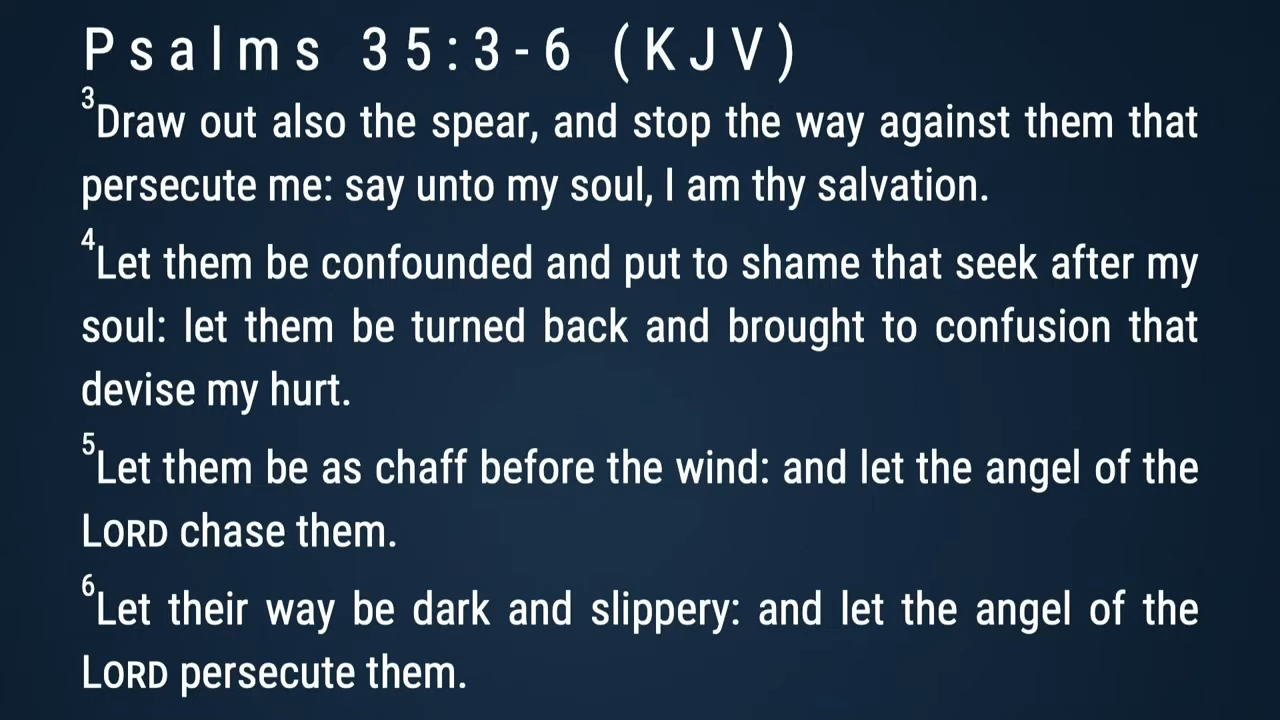 Psalms 35:3-6 (KJV)
3Draw out also the spear, and stop the way against them that
persecute me: say unto my soul, I am thy salvation.
4Let them be confounded and put to shame that seek after my
soul: let them be turned back and brought to confusion that
devise my hurt.
5Let them be as chaff before the wind: and let the angel of the
LORD chase them.
6Let their way be dark and slippery: and let the angel of the
LORD persecute them.